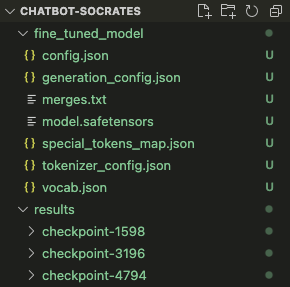 CHATBOT-SOCRATES
fine_tuned_model
{} config.json U
{} generation_config.json U
merges.txt U
model.safetensors U
{} special_tokens_map.json U
{} tokenizer_config.json U
{} vocab.json U
results
checkpoint-1598
checkpoint-3196
checkpoint-4794